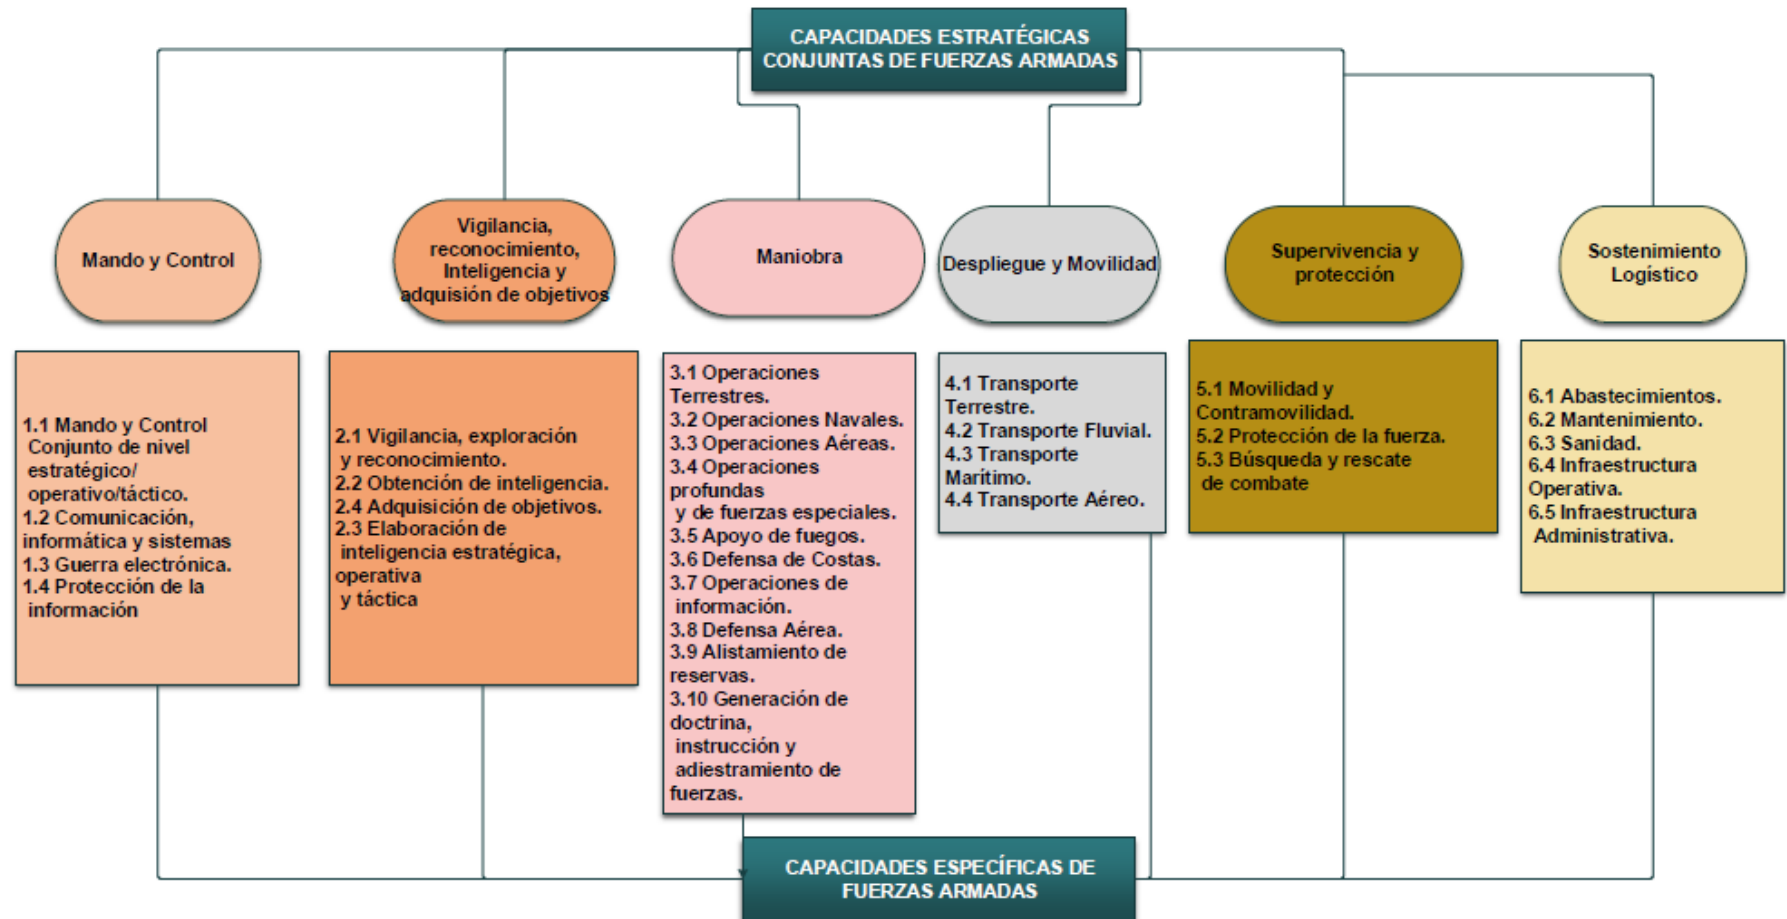 CAPACIDADES ESTRATÉGICAS
CONJUNTAS DE FUERZAS ARMADAS
Mando y Control
Vigilancia,
reconocimiento,
Inteligencia y
adquisión de objetivos
Maniobra
Despliegue y Movilidad
Supervivencia y
protección
Sostenimiento
Logístico
1.1 Mando y Control
Conjunto de nivel
estratégico/
operativo/táctico.
1.2 Comunicación,
informática y sistemas
1.3 Guerra electrónica.
1.4 Protección de la
información
2.1 Vigilancia, exploración
y reconocimiento.
2.2 Obtención de inteligencia.
2.4 Adquisición de objetivos.
2.3 Elaboración de
inteligencia estratégica,
operativa
y táctica
3.1 Operaciones
Terrestres.
3.2 Operaciones Navales.
3.3 Operaciones Aéreas.
3.4 Operaciones
profundas
y de fuerzas especiales.
3.5 Apoyo de fuegos.
3.6 Defensa de Costas.
3.7 Operaciones de
información.
3.8 Defensa Aérea.
3.9 Alistamiento de
reservas.
3.10 Generación de
doctrina,
instrucción y
adiestramiento de
fuerzas.
4.1 Transporte
Terrestre.
4.2 Transporte Fluvial.
4.3 Transporte
Marítimo.
4.4 Transporte Aéreo.
5.1 Movilidad y
Contramovilidad.
5.2 Protección de la fuerza.
5.3 Búsqueda y rescate
de combate
6.1 Abastecimientos.
6.2 Mantenimiento.
6.3 Sanidad.
6.4 Infraestructura
Operativa.
6.5 Infraestructura
Administrativa.
CAPACIDADES ESPECÍFICAS DE
FUERZAS ARMADAS